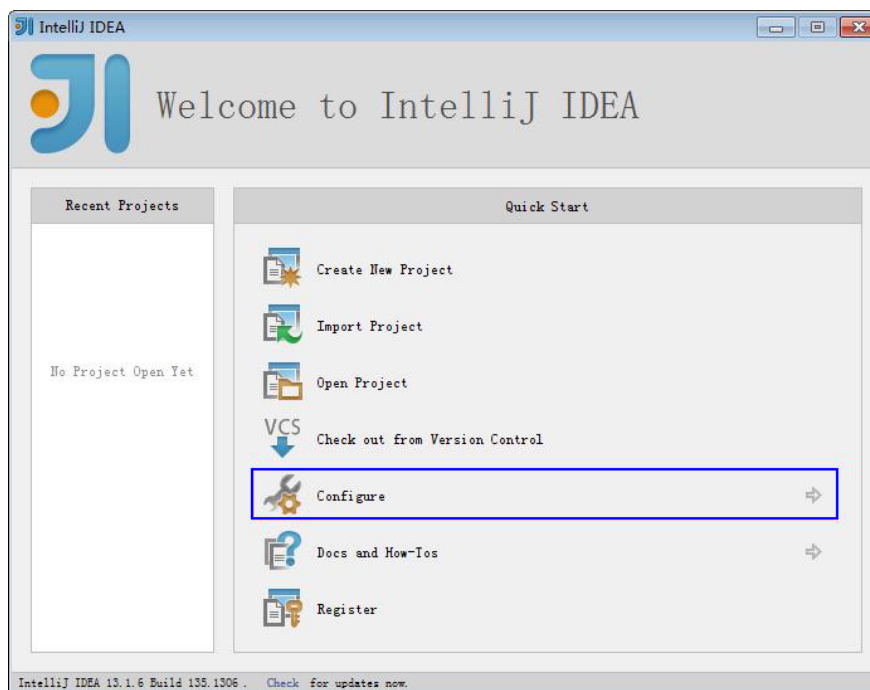 IntelliJ IDEA
Welcome to IntelliJ IDEA
Recent Projects
No Project Open Yet
Quick Start
Create New Project
Import Project
Open Project
VCS
Check out from Version Control
Configure
Docs and How-Tos
Register
IntelliJ IDEA 13.1.6 Build 135.1306 . Check for updates now.